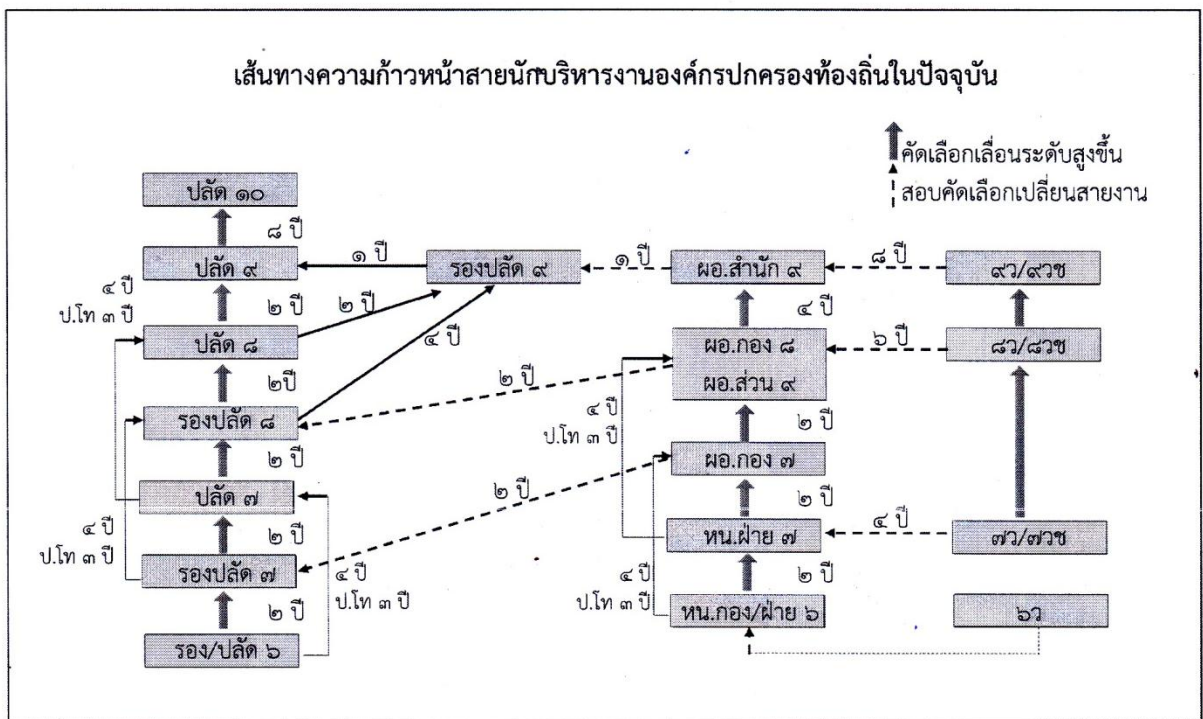 เส้นทางความก้าวหน้าสายนักบริหารงานองค์กรปกครองท้องถิ่นในปัจจุบัน
คัดเลือกเลื่อนระดับสูงขึ้น
สอบคัดเลือกเปลี่ยนสายงาน
ปลัด ๑๐
๘ ปี
ปลัด ๙
๑ ปี
รองปลัด ๙
๑ ปี
ผอ.สำนัก ๙
๘ ปี
๙ว/๙วช
๔ ปี
ป.โท ๓ ปี
๒ ปี
๒ ปี
๔ ปี
๔ ปี
ปลัด ๘
ผอ.กอง ๘
ผอ.ส่วน ๙
๖ ปี
๘ว/๘วช
๒ปี
๒ ปี
รองปลัด ๘
๔ ปี
ป.โท ๓ ปี
๒ ปี
๒ ปี
ผอ.กอง ๗
ปลัด ๗
๒ ปี
๒ ปี
๔ ปี
ป.โท ๓ ปี
๒ ปี
หน.ฝ่าย ๗
๔ ปี
๗ว/๗วช
รองปลัด ๗
๔ ปี
ป.โท ๓ ปี
๔ ปี
ป.โท ๓ ปี
๒ ปี
๒ ปี
หน.กอง/ฝ่าย ๖
๖ว
รอง/ปลัด ๖